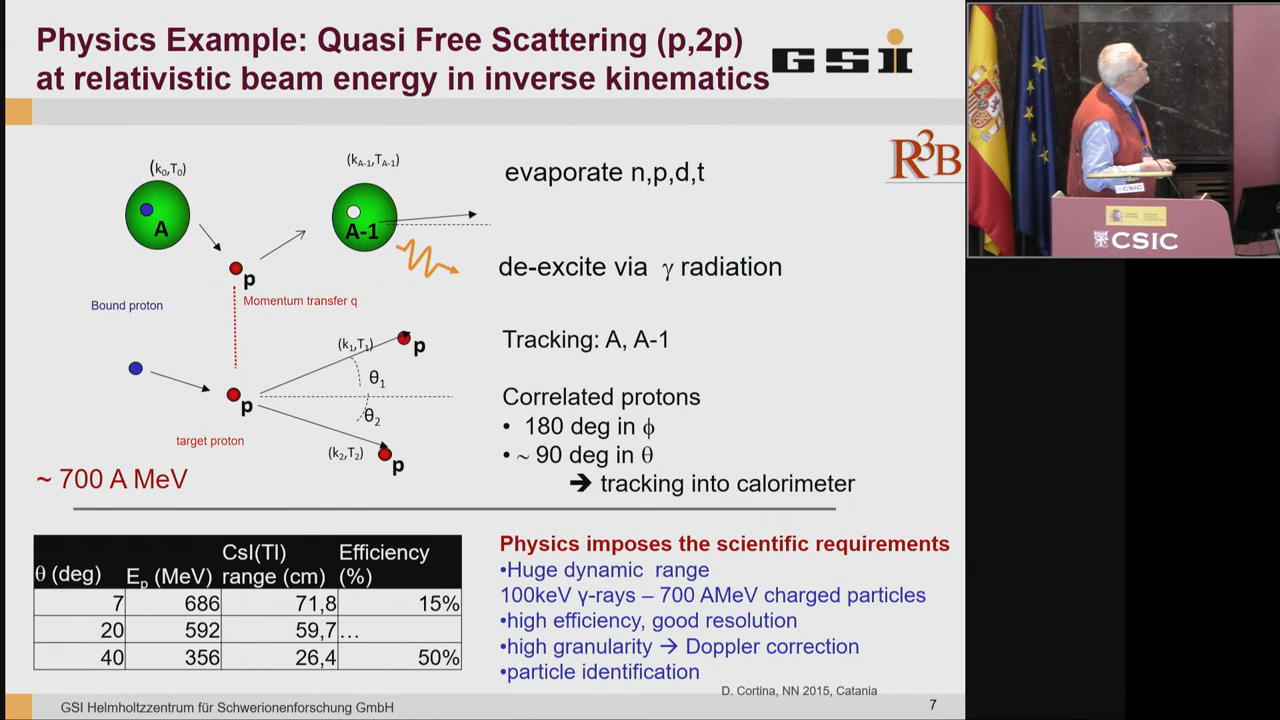 Physics Example: Quasi Free Scattering (p,2p)
at relativistic beam energy in inverse kinematics
GSI
R3B
(k0,T0)
A
(kA-1,TA-1)
A-1
evaporate n,p,d,t
p
de-excite via γ radiation
Bound proton
Momentum transfer q
Tracking: A, A-1
(k1,T1)
p
θ1
Correlated protons
p
θ2
• 180 deg in ϕ
target proton
(k2,T2)
p
• ~ 90 deg in θ
~ 700 A MeV
➔ tracking into calorimeter
θ (deg) Ep (MeV) CsI(Tl) range (cm) Efficiency (%)
7 686 71,8 15%
20 592 59,7 …
40 356 26,4 50%
Physics imposes the scientific requirements
•Huge dynamic range
100keV γ-rays – 700 AMeV charged particles
•high efficiency, good resolution
•high granularity → Doppler correction
•particle identification
D. Cortina, NN 2015, Catania
GSI Helmholtzzentrum für Schwerionenforschung GmbH
7
CSIC
CSIC